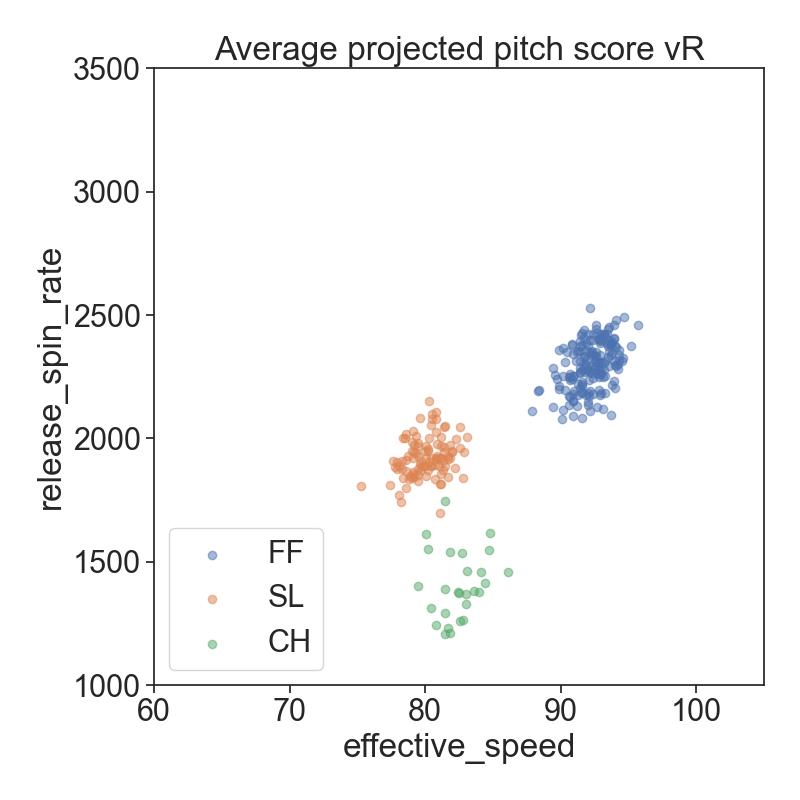 Average projected pitch score vR
3500
3000
2500
2000
1500
1000
release_spin_rate
FF
SL
CH
60
70
80
90
100
effective_speed